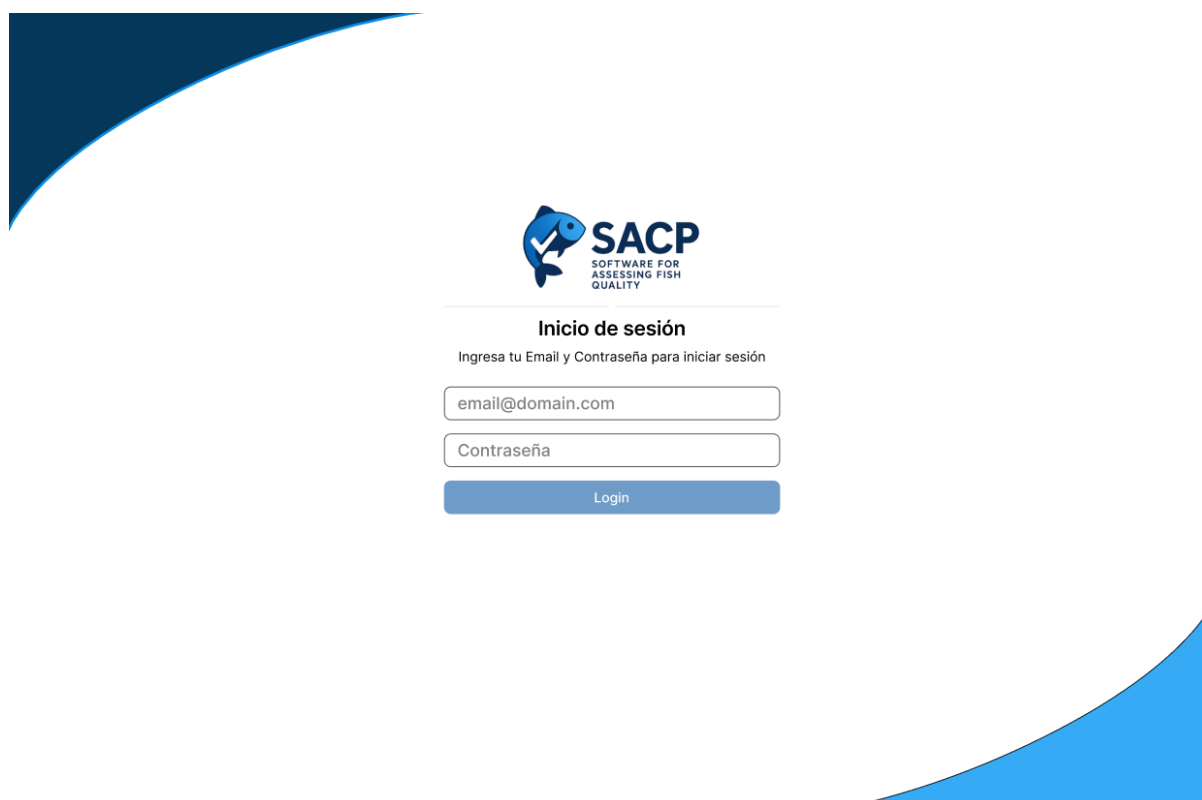 SACP
SOFTWARE FOR
ASSESSING FISH
QUALITY
Inicio de sesión
Ingresa tu Email y Contraseña para iniciar sesión
email@domain.com
Contraseña
Login